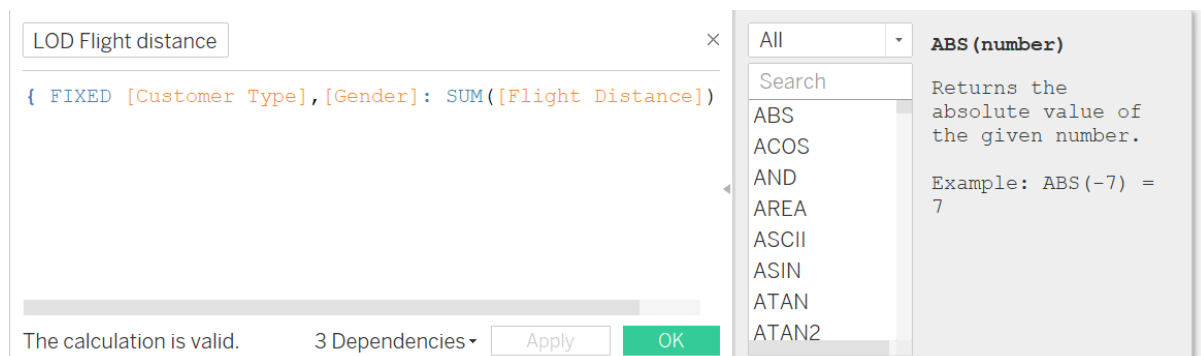 LOD Flight distance
×
{ FIXED [Customer Type],[Gender]: SUM([Flight Distance])
The calculation is valid.
3 Dependencies
Apply
OK
All
Search
ABS
ACOS
AND
AREA
ASCII
ASIN
ATAN
ATAN2
ABS(number)
Returns the
absolute value of
the given number.
Example: ABS(-7) =
7